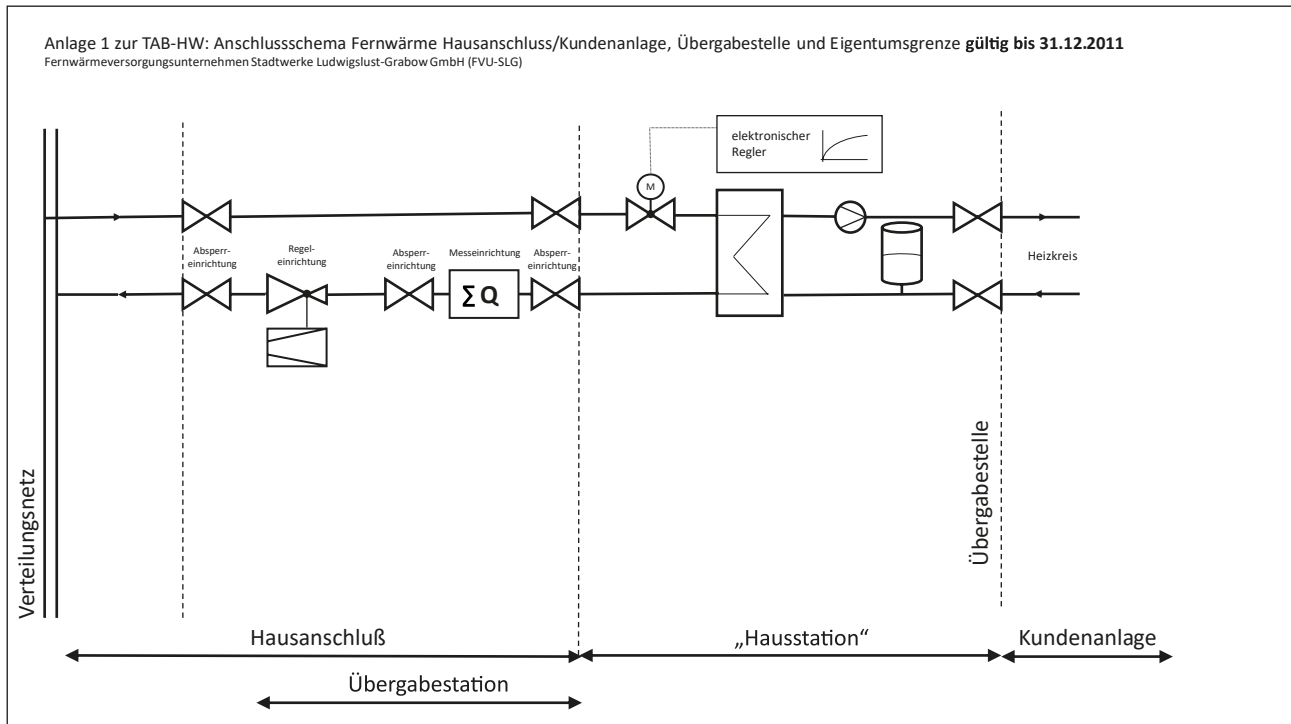 Anlage 1 zur TAB-HW: Anschlussschema Fernwärme Hausanschluss/Kundenanlage, Übergabestelle und Eigentumsgrenze gültig bis 31.12.2011
Fernwärmeversorgungsunternehmen Stadtwerke Ludwigslust-Grabow GmbH (FVU-SLG)
elektronischer
Regler
M
Absperr-
einrichtung
Regel-
einrichtung
Absperr-
einrichtung
Messeinrichtung
Absperr-
einrichtung
Heizkreis
∑ Q
Verteilungsnetz
Übergabestelle
Hausanschluß
„Hausstation“
Kundenanlage
Übergabestation